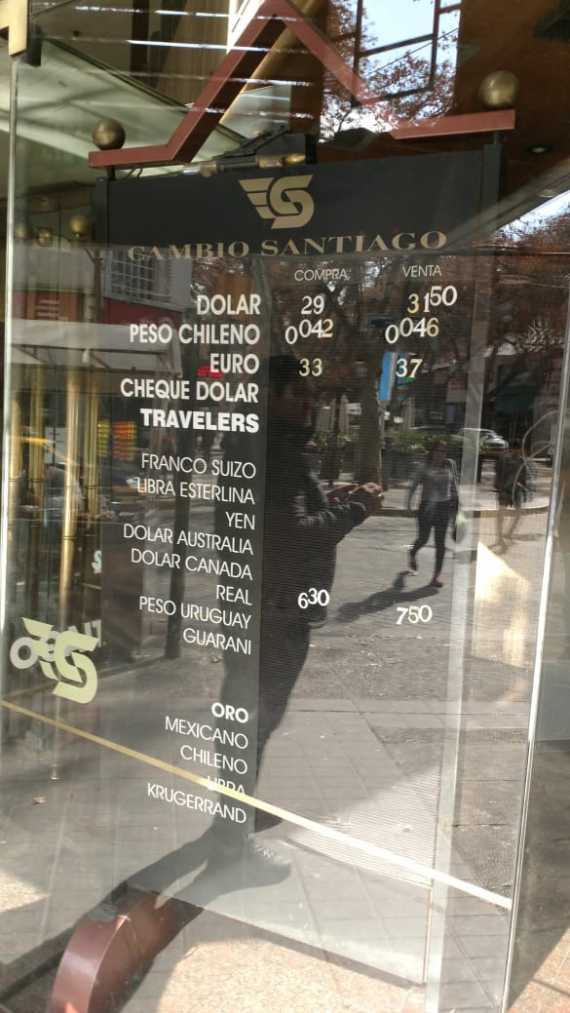 CAMBIO SANTIAGO
COMPRA VENTA
DOLAR 29 3150
PESO CHILENO 0042 0046
EURO 33 37
CHEQUE DOLAR
TRAVELERS
FRANCO SUIZO
LIBRA ESTERLINA
YEN
DOLAR AUSTRALIA
DOLAR CANADA
REAL 630 750
PESO URUGUAY
GUARANI
ORO
MEXICANO
CHILENO
LIBRA
KRUGERRAND